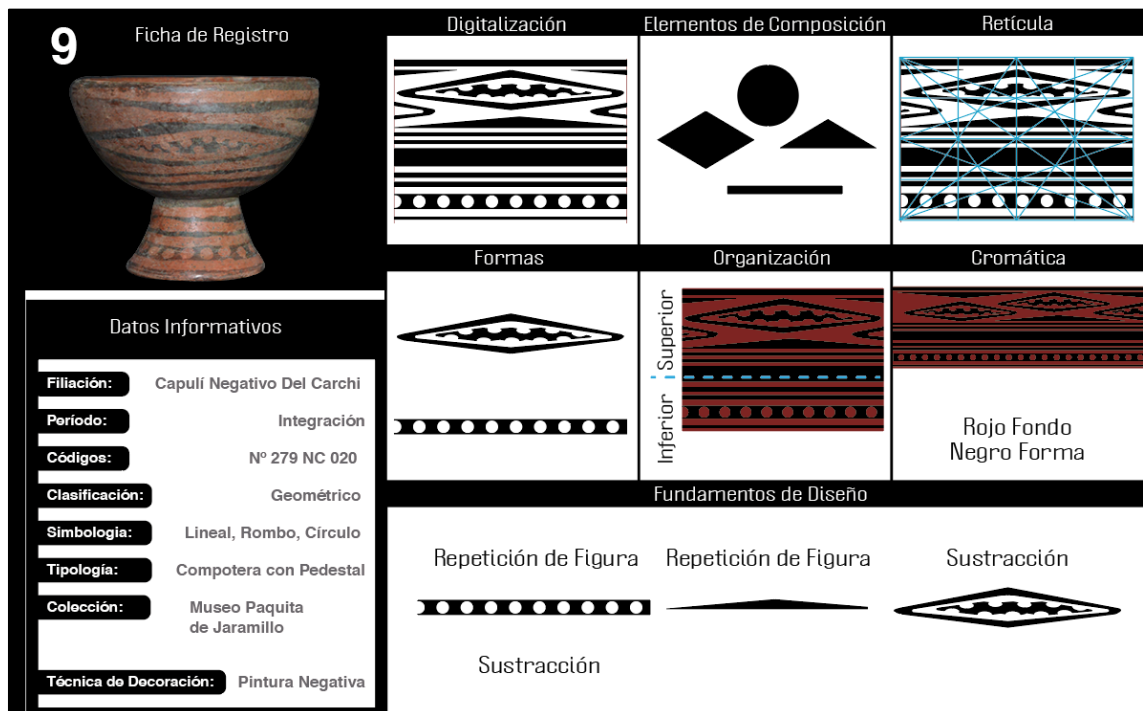 9
Ficha de Registro
Datos Informativos
Filiación: Capulí Negativo Del Carchi
Período: Integración
Códigos: Nº 279 NC 020
Clasificación: Geométrico
Simbologia: Lineal, Rombo, Círculo
Tipología: Compotera con Pedestal
Colección: Museo Paquita
de Jaramillo
Técnica de Decoración: Pintura Negativa
Digitalización
Elementos de Composición
Retícula
Formas
Organización
Superior
Inferior
Cromática
Rojo Fondo
Negro Forma
Fundamentos de Diseño
Repetición de Figura
Sustracción
Repetición de Figura
Sustracción